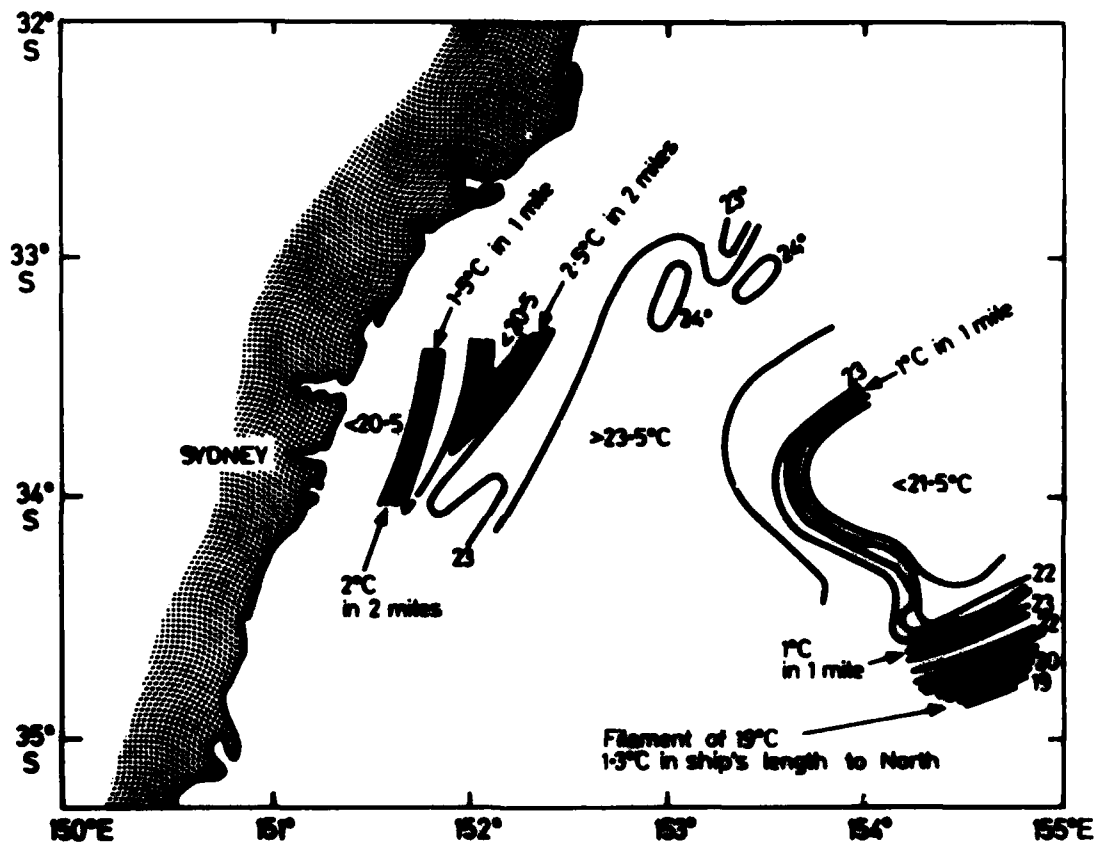 32°
S
33°
S
34°
S
35°
S
150°E
151°
152°
153°
154°
155°E
SYDNEY
<20·5
1·5°C in 1 mile
<20·5
2·5°C in 2 miles
2°C
in 2 miles
23
>23·5°C
23°
24°
24°
23
1°C in 1 mile
<21·5°C
22
23
22
20
19
1°C
in 1 mile
Filament of 19°C
1·3°C in ship's length to North